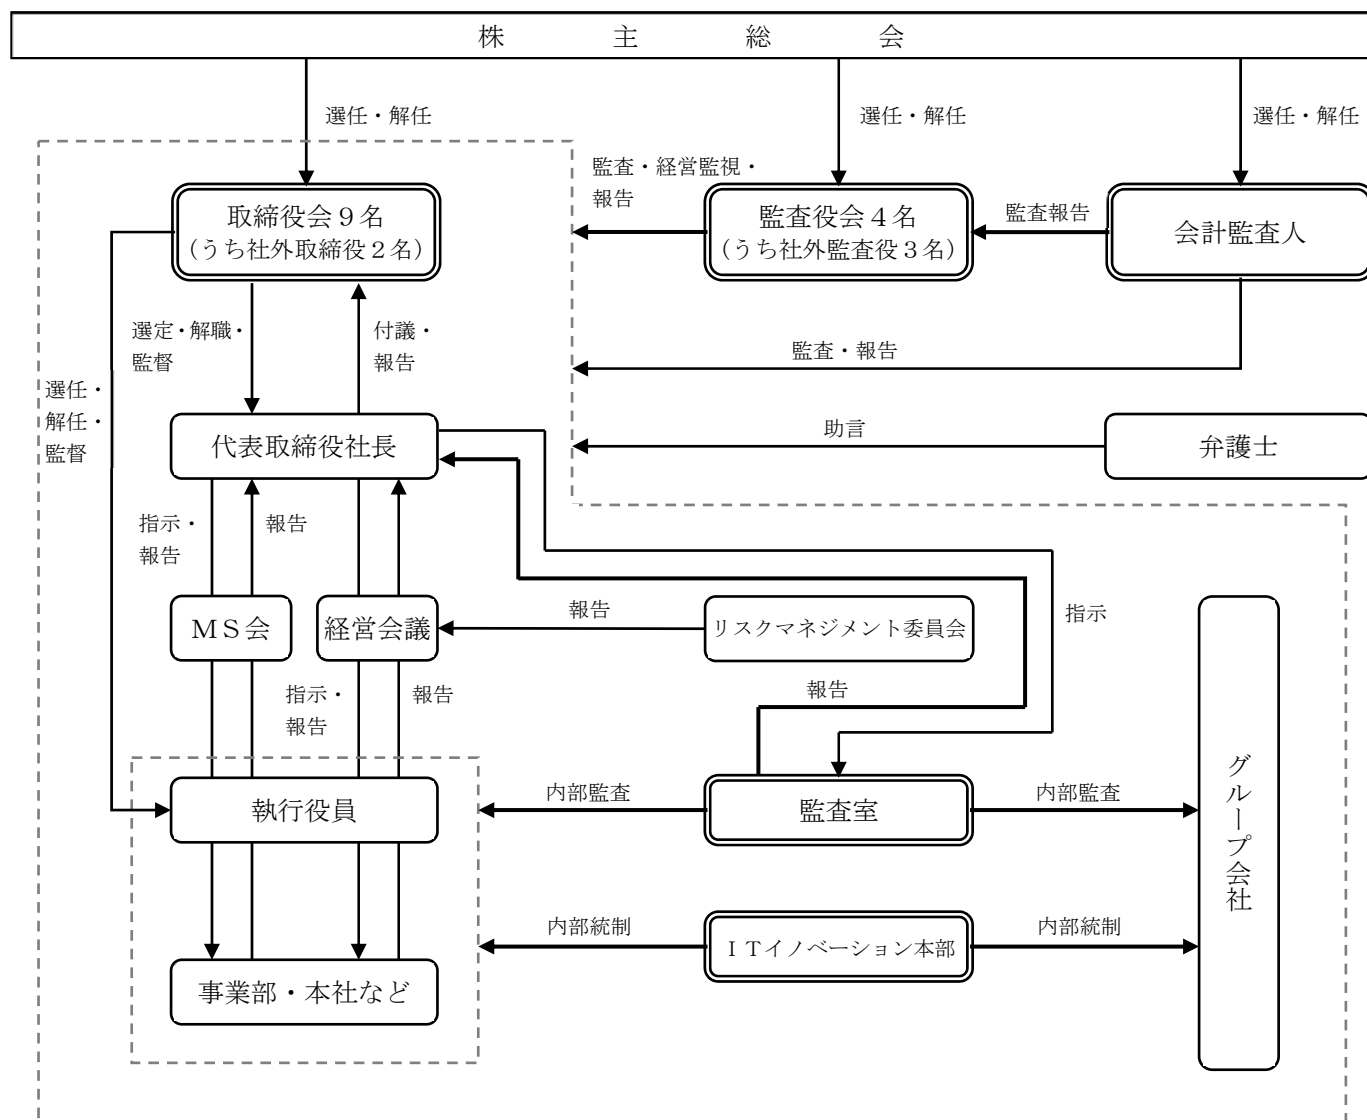 株主総会
選任・解任
選任・解任
選任・解任
監査・経営監視・
報告
取締役会９名
(うち社外取締役２名)
監査役会４名
(うち社外監査役３名)
監査報告
会計監査人
選定・解職・
監督
付議・
報告
監査・報告
選任・
解任・
監督
代表取締役社長
助言
弁護士
指示・
報告
報告
ＭＳ会
経営会議
報告
リスクマネジメント委員会
指示
指示・
報告
報告
報告
執行役員
内部監査
監査室
内部監査
グループ会社
内部統制
ＩＴイノベーション本部
内部統制
事業部・本社など